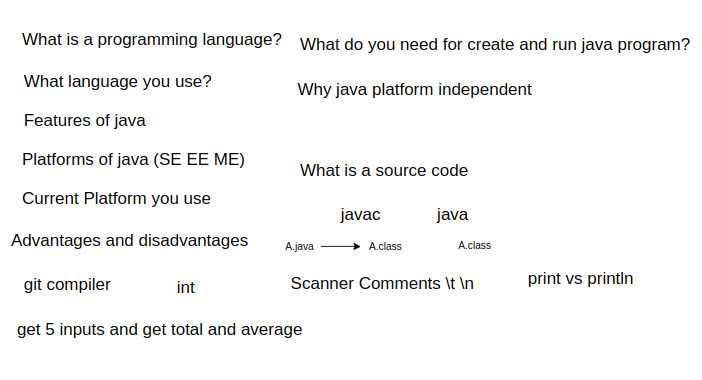 What is a programming language?
What do you need for create and run java program?
What language you use?
Why java platform independent
Features of java
Platforms of java (SE EE ME)
What is a source code
Current Platform you use
javac
java
Advantages and disadvantages
A.java
A.class
A.class
git compiler
int
Scanner Comments \t \n
print vs println
get 5 inputs and get total and average